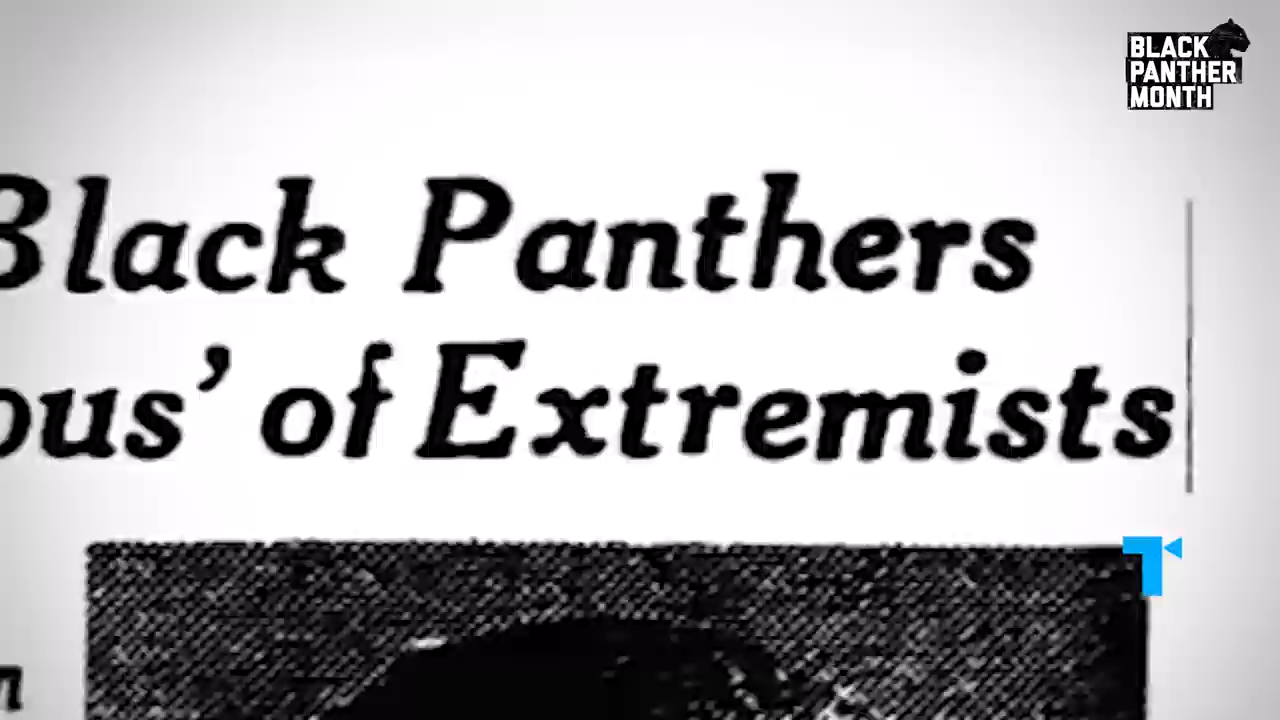 BLACK
PANTHER
MONTH
Black Panthers
ous' of Extremists
n